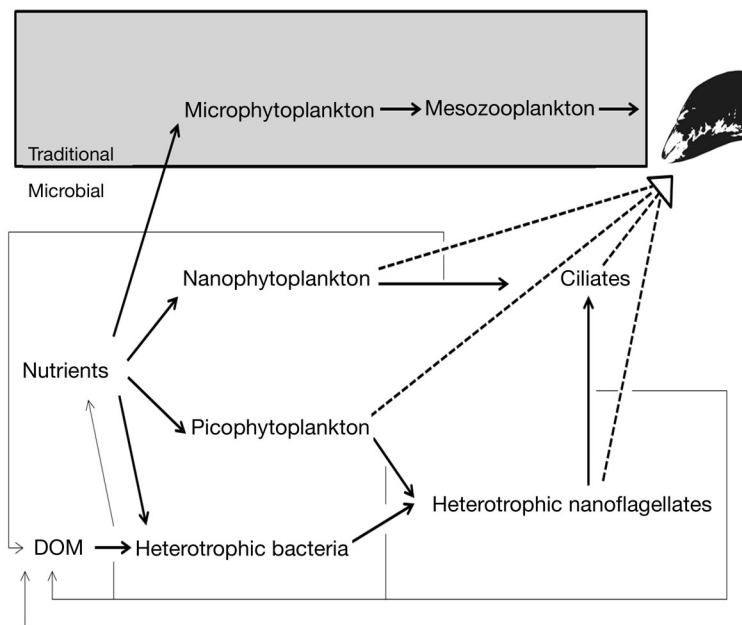 Microphytoplankton
Mesozooplankton
Traditional
Microbial
Nanophytoplankton
Ciliates
Nutrients
Picophytoplankton
Heterotrophic nanoflagellates
DOM
Heterotrophic bacteria